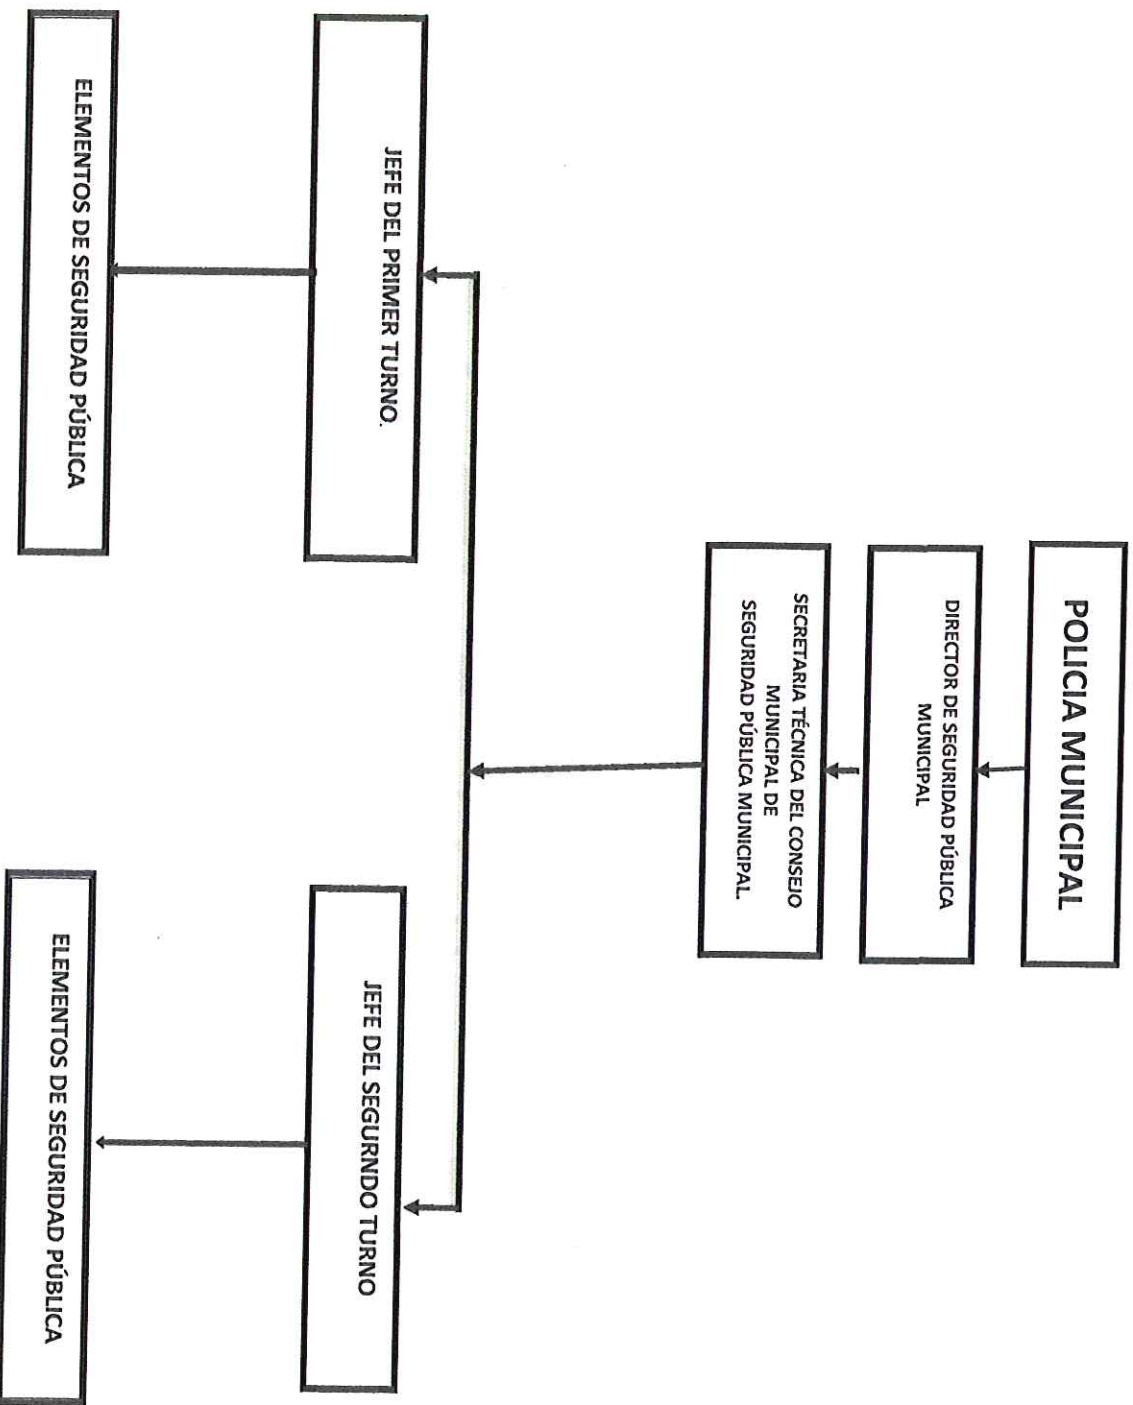 POLICIA MUNICIPAL
DIRECTOR DE SEGURIDAD PÚBLICA
MUNICIPAL
SECRETARIA TÉCNICA DEL CONSEJO
MUNICIPAL DE
SEGURIDAD PÚBLICA MUNICIPAL.
JEFE DEL PRIMER TURNO.
JEFE DEL SEGURNDO TURNO
ELEMENTOS DE SEGURIDAD PÚBLICA
ELEMENTOS DE SEGURIDAD PÚBLICA